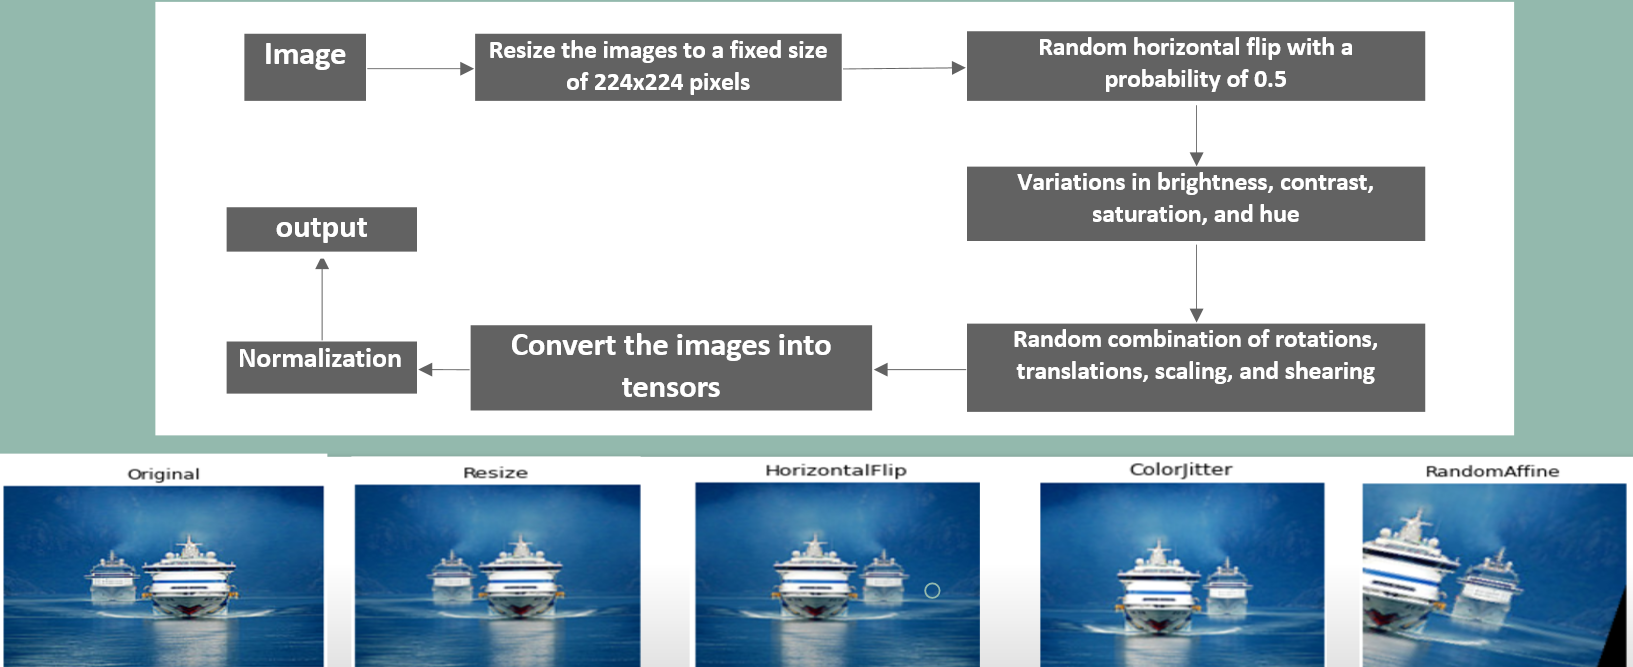 Image
Resize the images to a fixed size
of 224x224 pixels
Random horizontal flip with a
probability of 0.5
Variations in brightness, contrast,
saturation, and hue
Random combination of rotations,
translations, scaling, and shearing
Convert the images into
tensors
Normalization
output
Original
Resize
HorizontalFlip
ColorJitter
RandomAffine